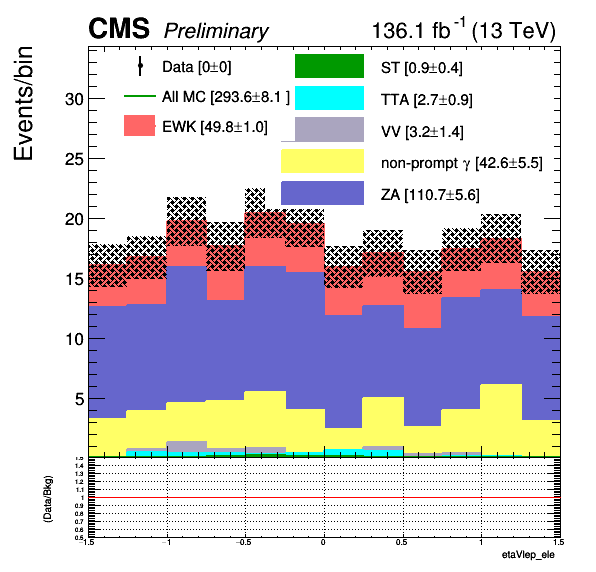 CMS Preliminary 136.1 fb⁻¹ (13 TeV)
Events/bin
Data [0±0]
All MC [293.6±8.1 ]
EWK [49.8±1.0]
ST [0.9±0.4]
TTA [2.7±0.9]
VV [3.2±1.4]
non-prompt γ [42.6±5.5]
ZA [110.7±5.6]
30
25
20
15
10
5
(Data/Bkg)
1.5
1.4
1.3
1.2
1.1
1
0.9
0.8
0.7
0.6
0.5
−1.5 −1 −0.5 0 0.5 1 1.5
etaVlep_ele